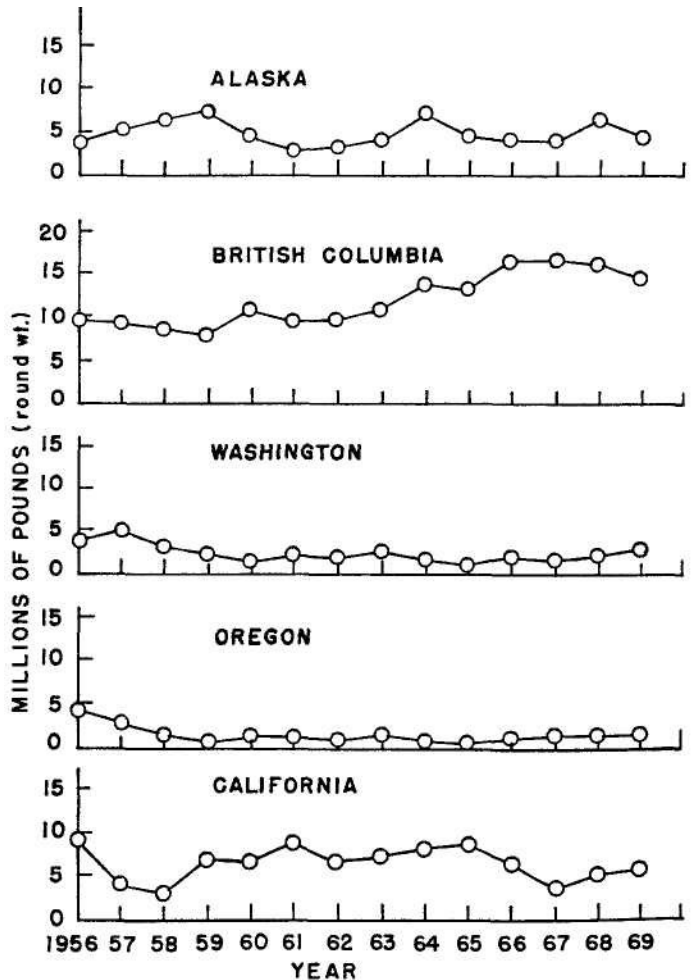 MILLIONS OF POUNDS (round wt.)
ALASKA
15
10
5
0
BRITISH COLUMBIA
20
15
10
5
0
WASHINGTON
15
10
5
0
OREGON
15
10
5
0
CALIFORNIA
15
10
5
0
1956 57 58 59 60 61 62 63 64 65 66 67 68 69
YEAR